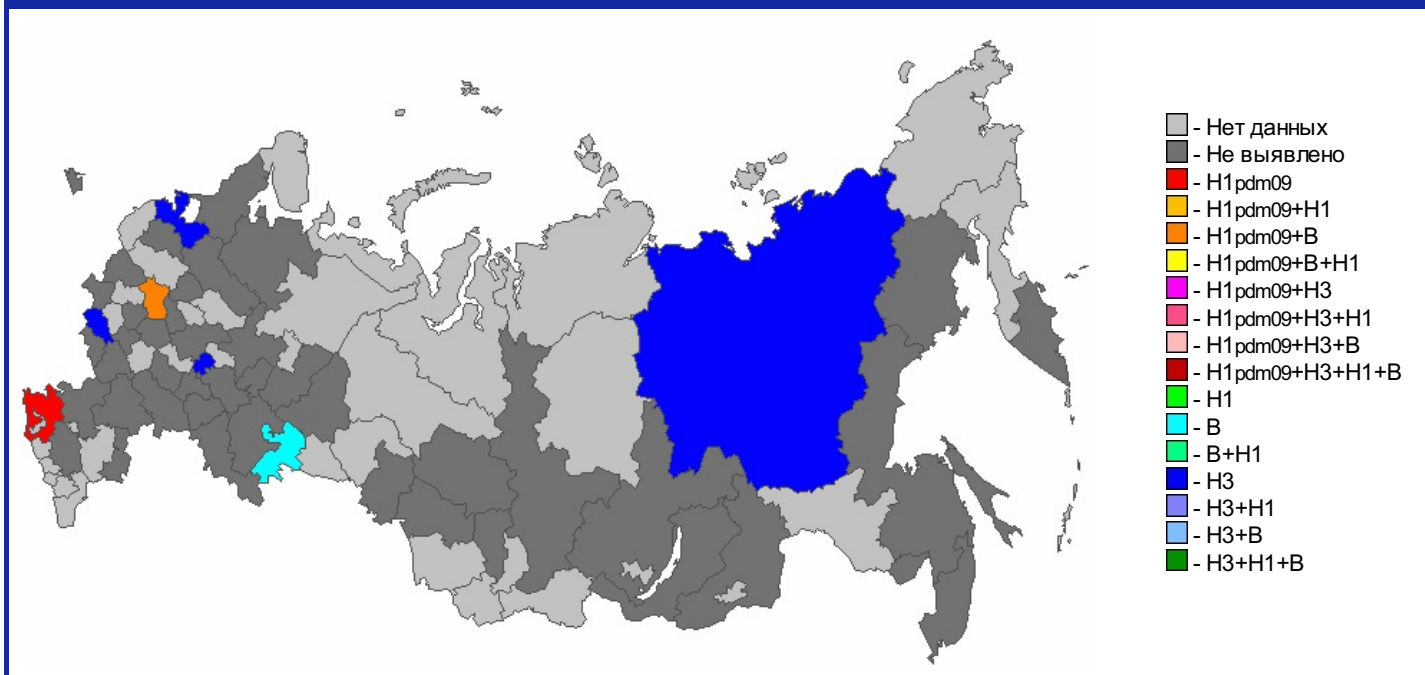 - Нет данных
- Не выявлено
- H1pdm09
- H1pdm09+H1
- H1pdm09+B
- H1pdm09+B+H1
- H1pdm09+H3
- H1pdm09+H3+H1
- H1pdm09+H3+B
- H1pdm09+H3+H1+B
- H1
- B
- B+H1
- H3
- H3+H1
- H3+B
- H3+H1+B